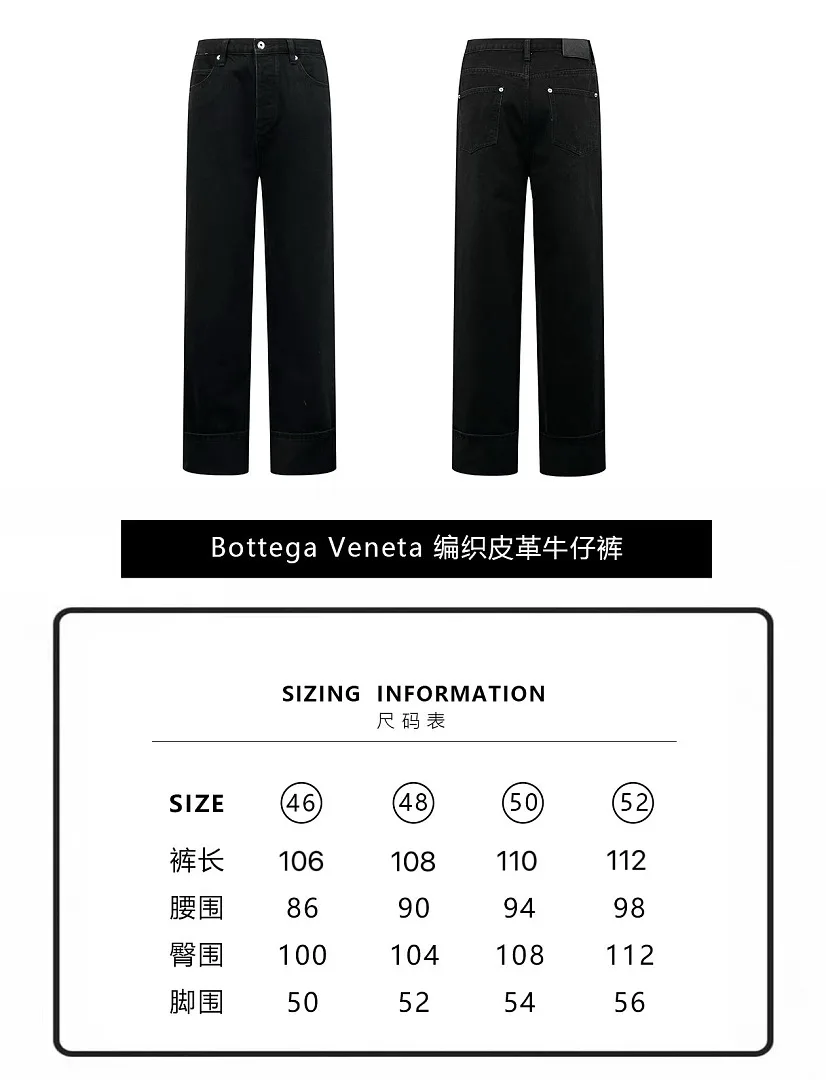 Bottega Veneta 编织皮革牛仔裤
SIZING INFORMATION
尺码表
SIZE 46 48 50 52
裤长 106 108 110 112
腰围 86 90 94 98
臀围 100 104 108 112
脚围 50 52 54 56